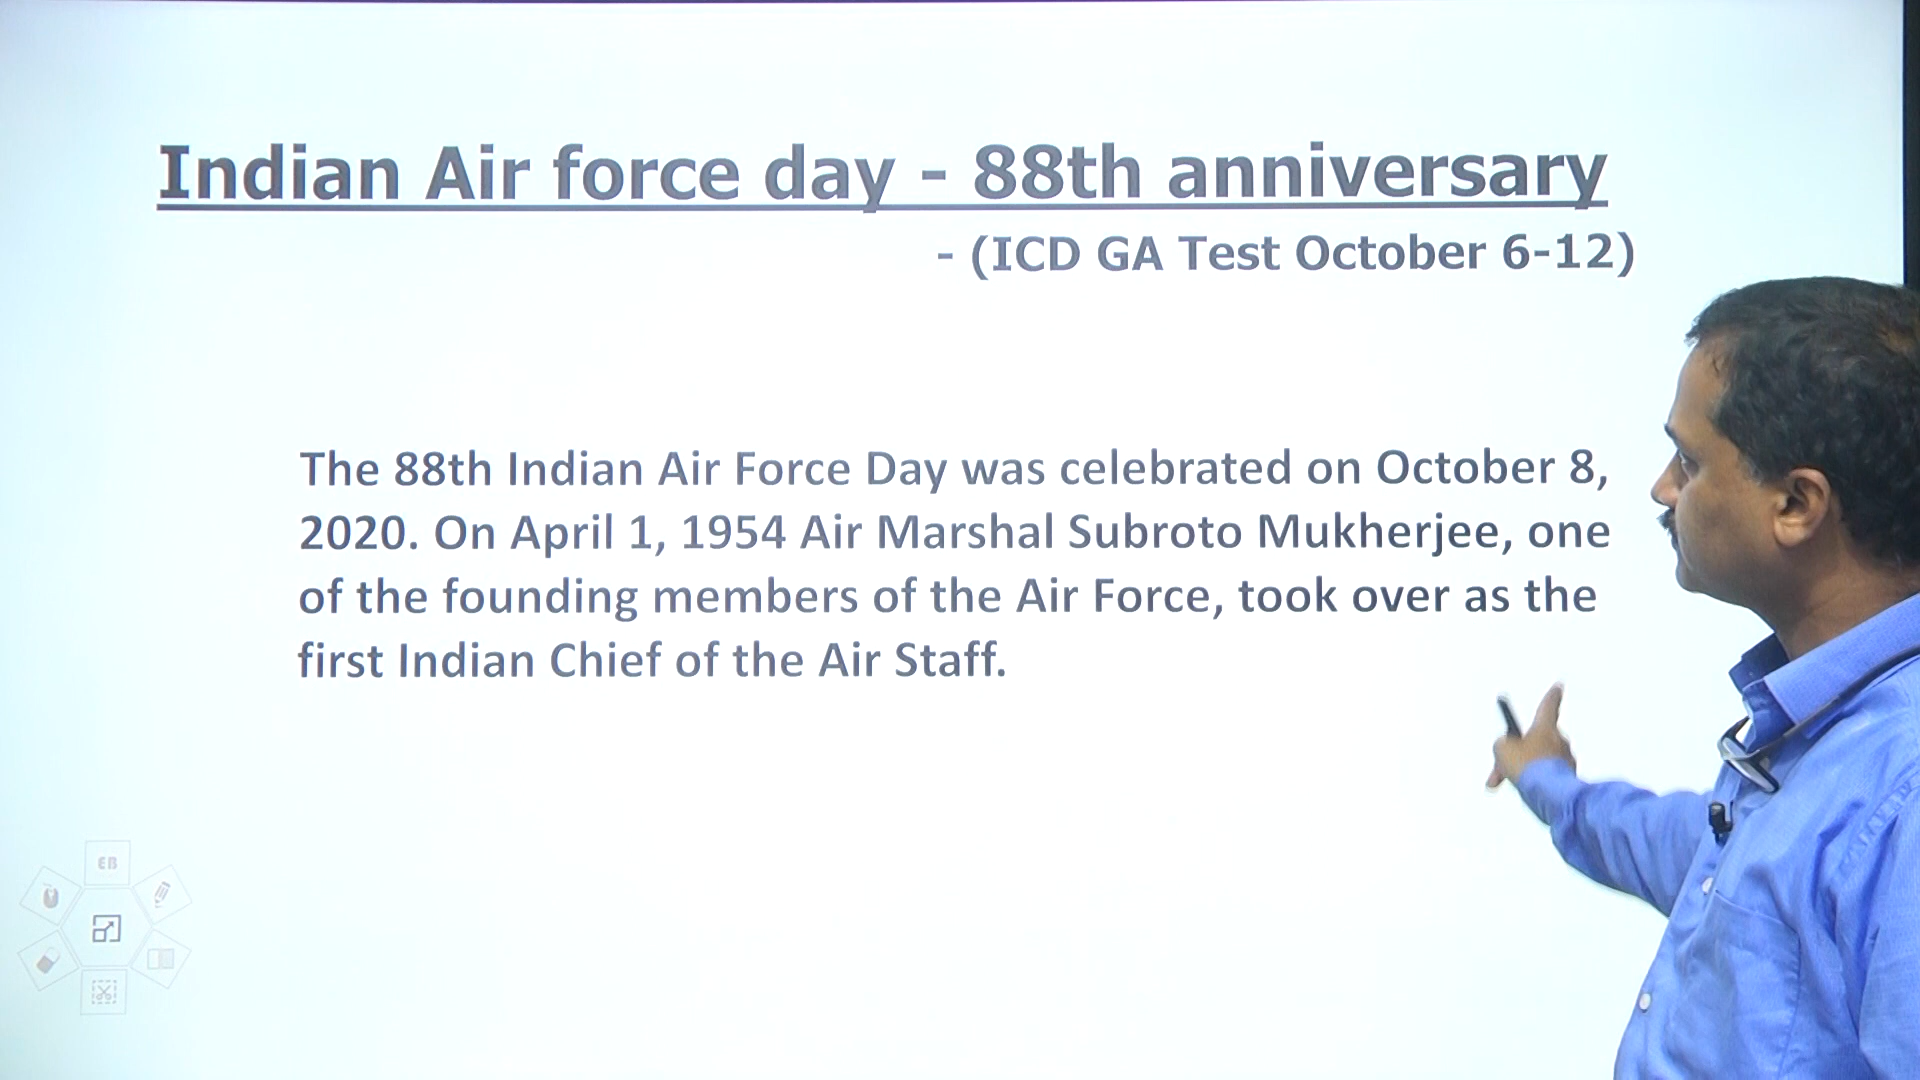 Indian Air force day - 88th anniversary
- (ICD GA Test October 6-12)
The 88th Indian Air Force Day was celebrated on October 8,
2020. On April 1, 1954 Air Marshal Subroto Mukherjee, one
of the founding members of the Air Force, took over as the
first Indian Chief of the Air Staff.
EB